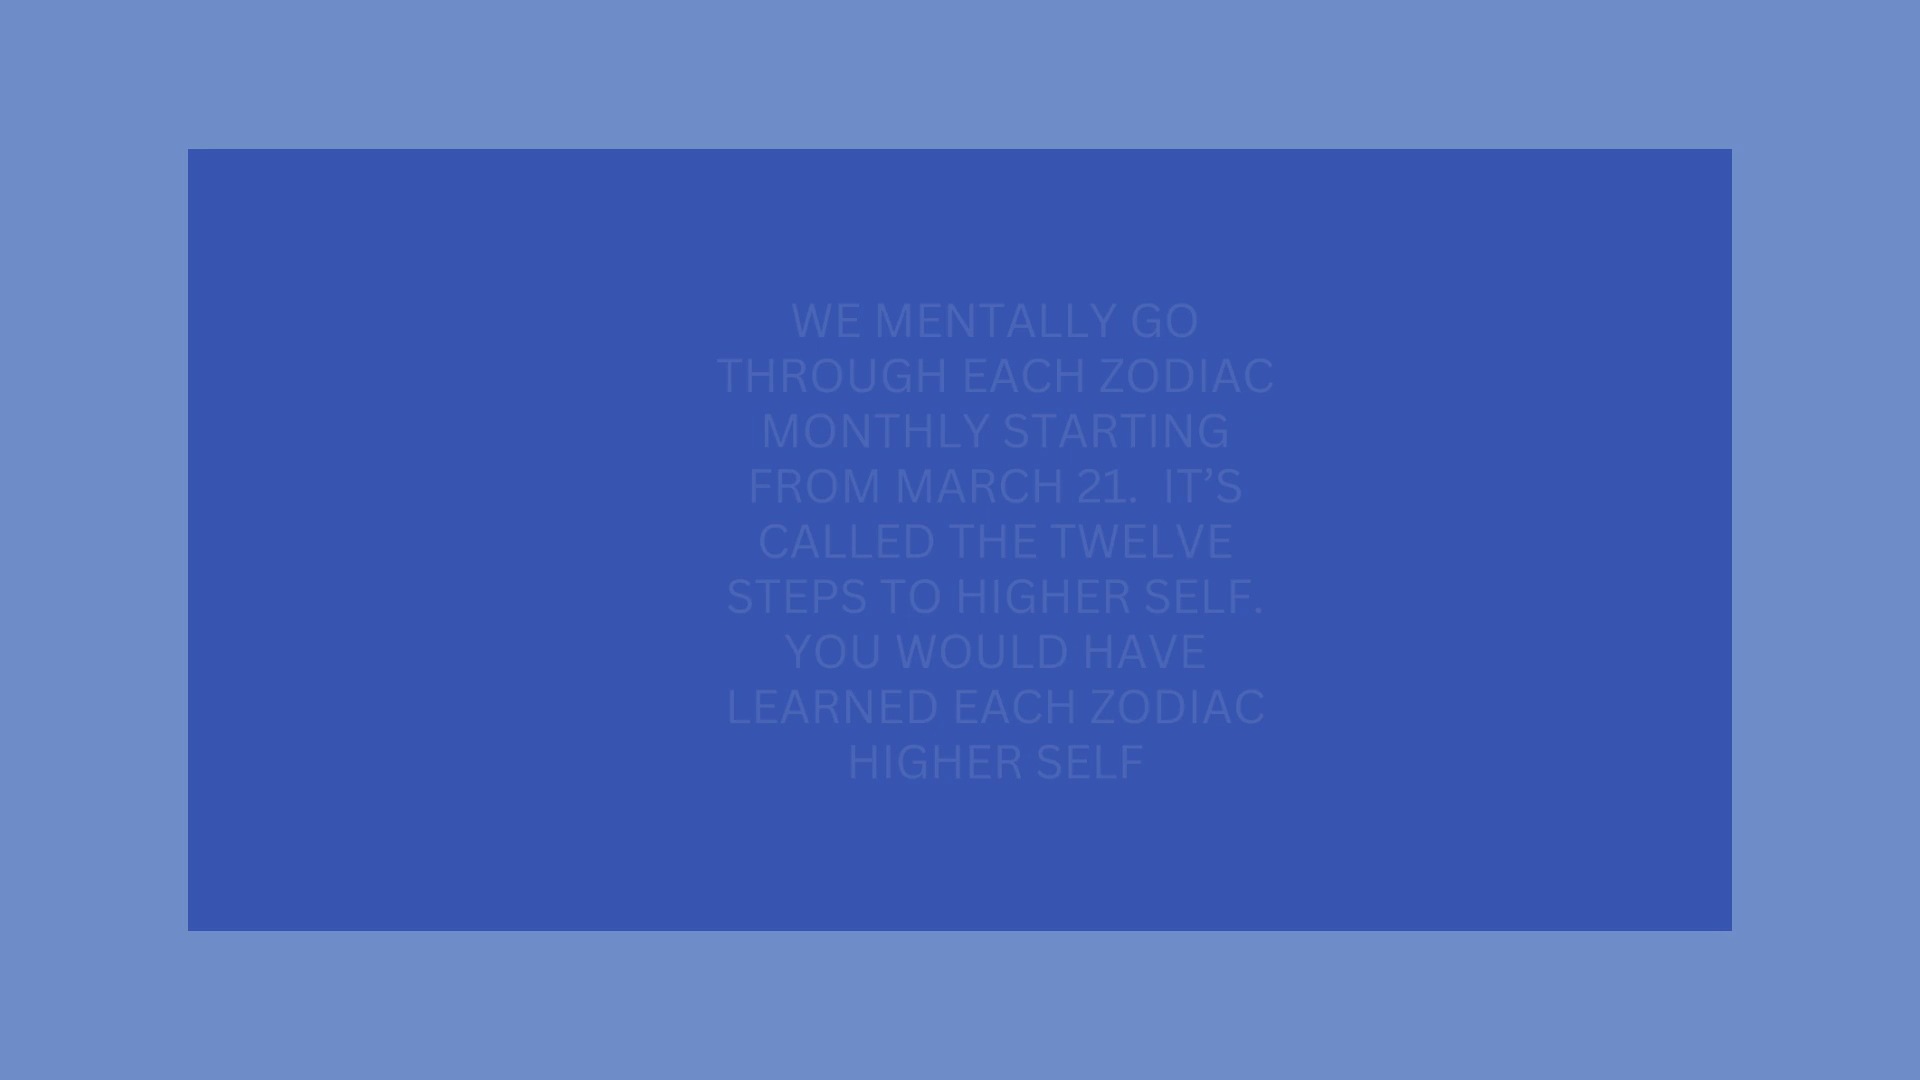 WE MENTALLY GO
THROUGH EACH ZODIAC
MONTHLY STARTING
FROM MARCH 21.  IT’S
CALLED THE TWELVE
STEPS TO HIGHER SELF.
YOU WOULD HAVE
LEARNED EACH ZODIAC
HIGHER SELF